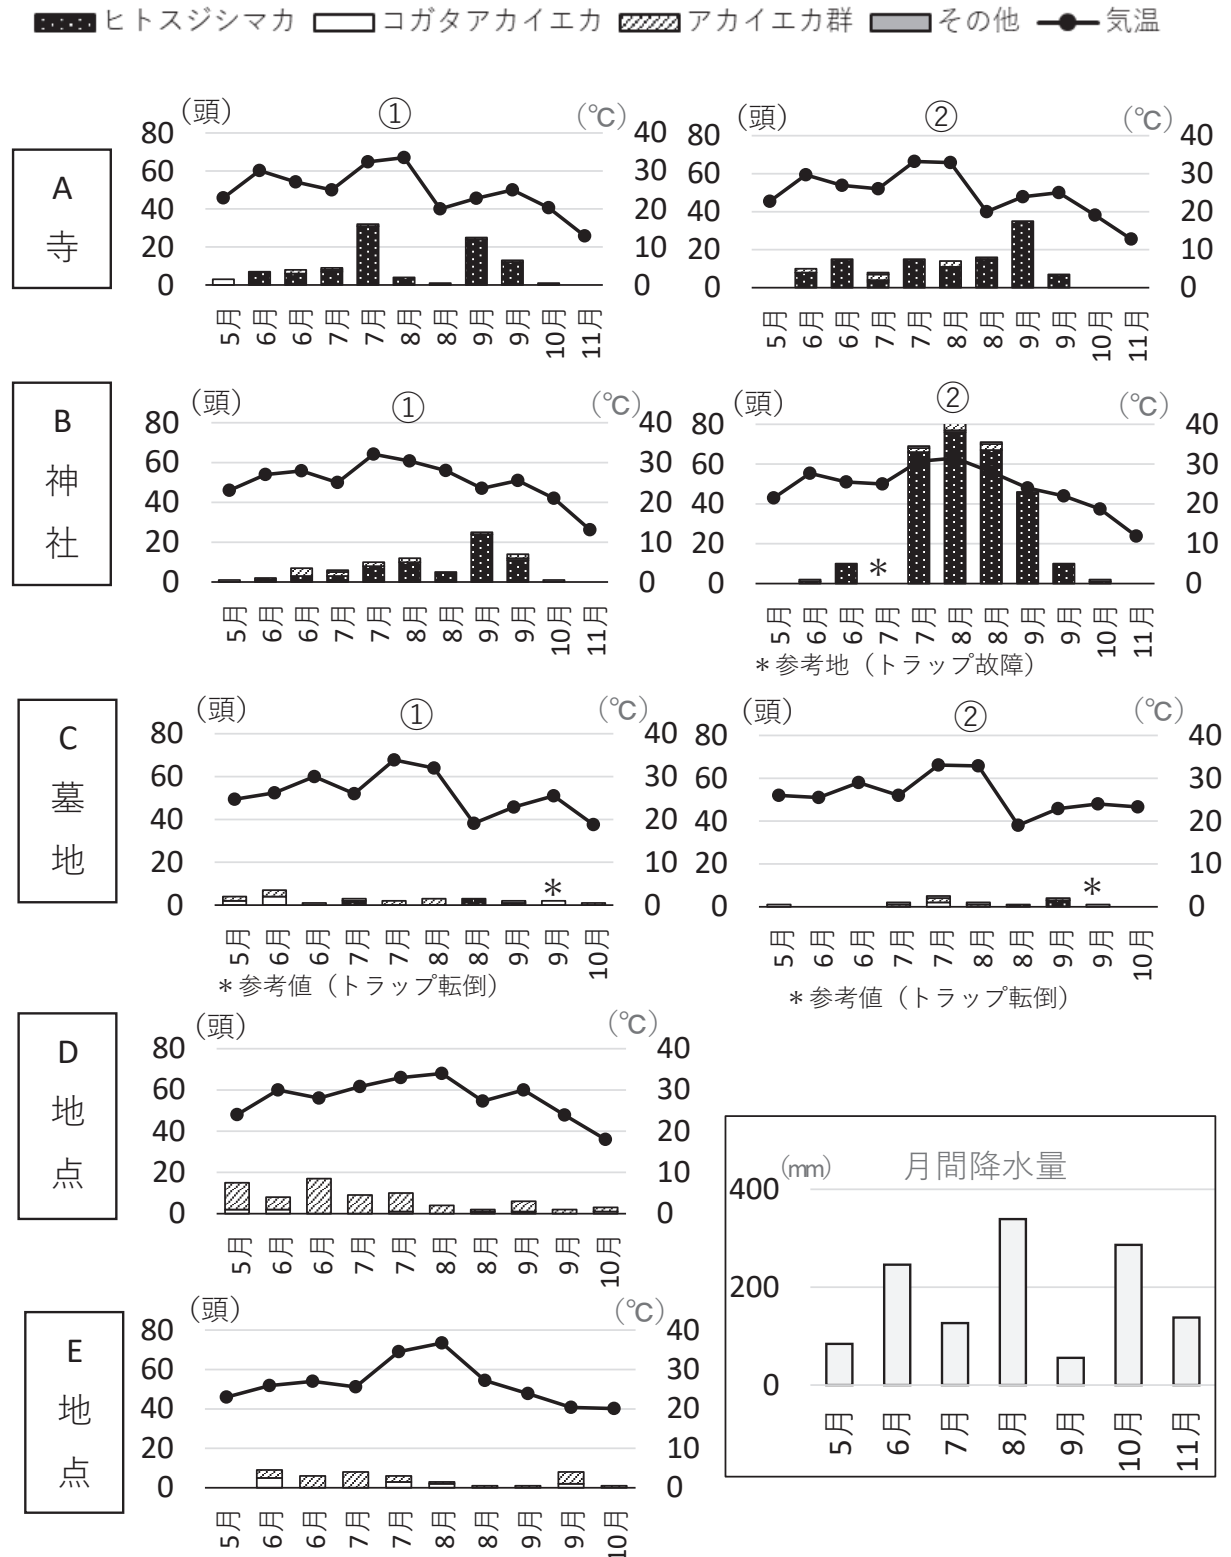 ヒトスジシマカ コガタアカイエカ アカイエカ群 その他 気温
A寺
(頭) ① (℃)
80 40
60 30
40 20
20 10
0 0
5月 6月 6月 7月 7月 8月 8月 9月 9月 10月 11月
(頭) ② (℃)
80 40
60 30
40 20
20 10
0 0
5月 6月 6月 7月 7月 8月 8月 9月 9月 10月 11月
B神社
(頭) ① (℃)
80 40
60 30
40 20
20 10
0 0
5月 6月 6月 7月 7月 8月 8月 9月 9月 10月 11月
(頭) ② (℃)
80 40
60 30
40 20
20 10
0 * 0
5月 6月 6月 7月 7月 8月 8月 9月 9月 10月 11月
*参考地（トラップ故障）
C墓地
(頭) ① (℃)
80 40
60 30
40 20
20 10
0 * 0
5月 6月 6月 7月 7月 8月 8月 9月 9月 10月
*参考値（トラップ転倒）
(頭) ② (℃)
80 40
60 30
40 20
20 10
0 * 0
5月 6月 6月 7月 7月 8月 8月 9月 9月 10月
*参考値（トラップ転倒）
D地点
(頭) (℃)
80 40
60 30
40 20
20 10
0 0
5月 6月 6月 7月 7月 8月 8月 9月 9月 10月
(mm) 月間降水量
400
200
0
5月 6月 7月 8月 9月 10月 11月
E地点
(頭) (℃)
80 40
60 30
40 20
20 10
0 0
5月 6月 6月 7月 7月 8月 8月 9月 9月 10月